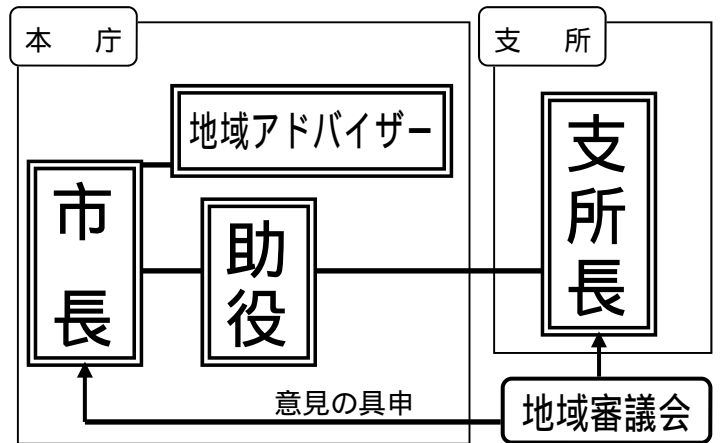 本 庁
支 所
地域アドバイザー
市長
助役
支所長
意見の具申
地域審議会